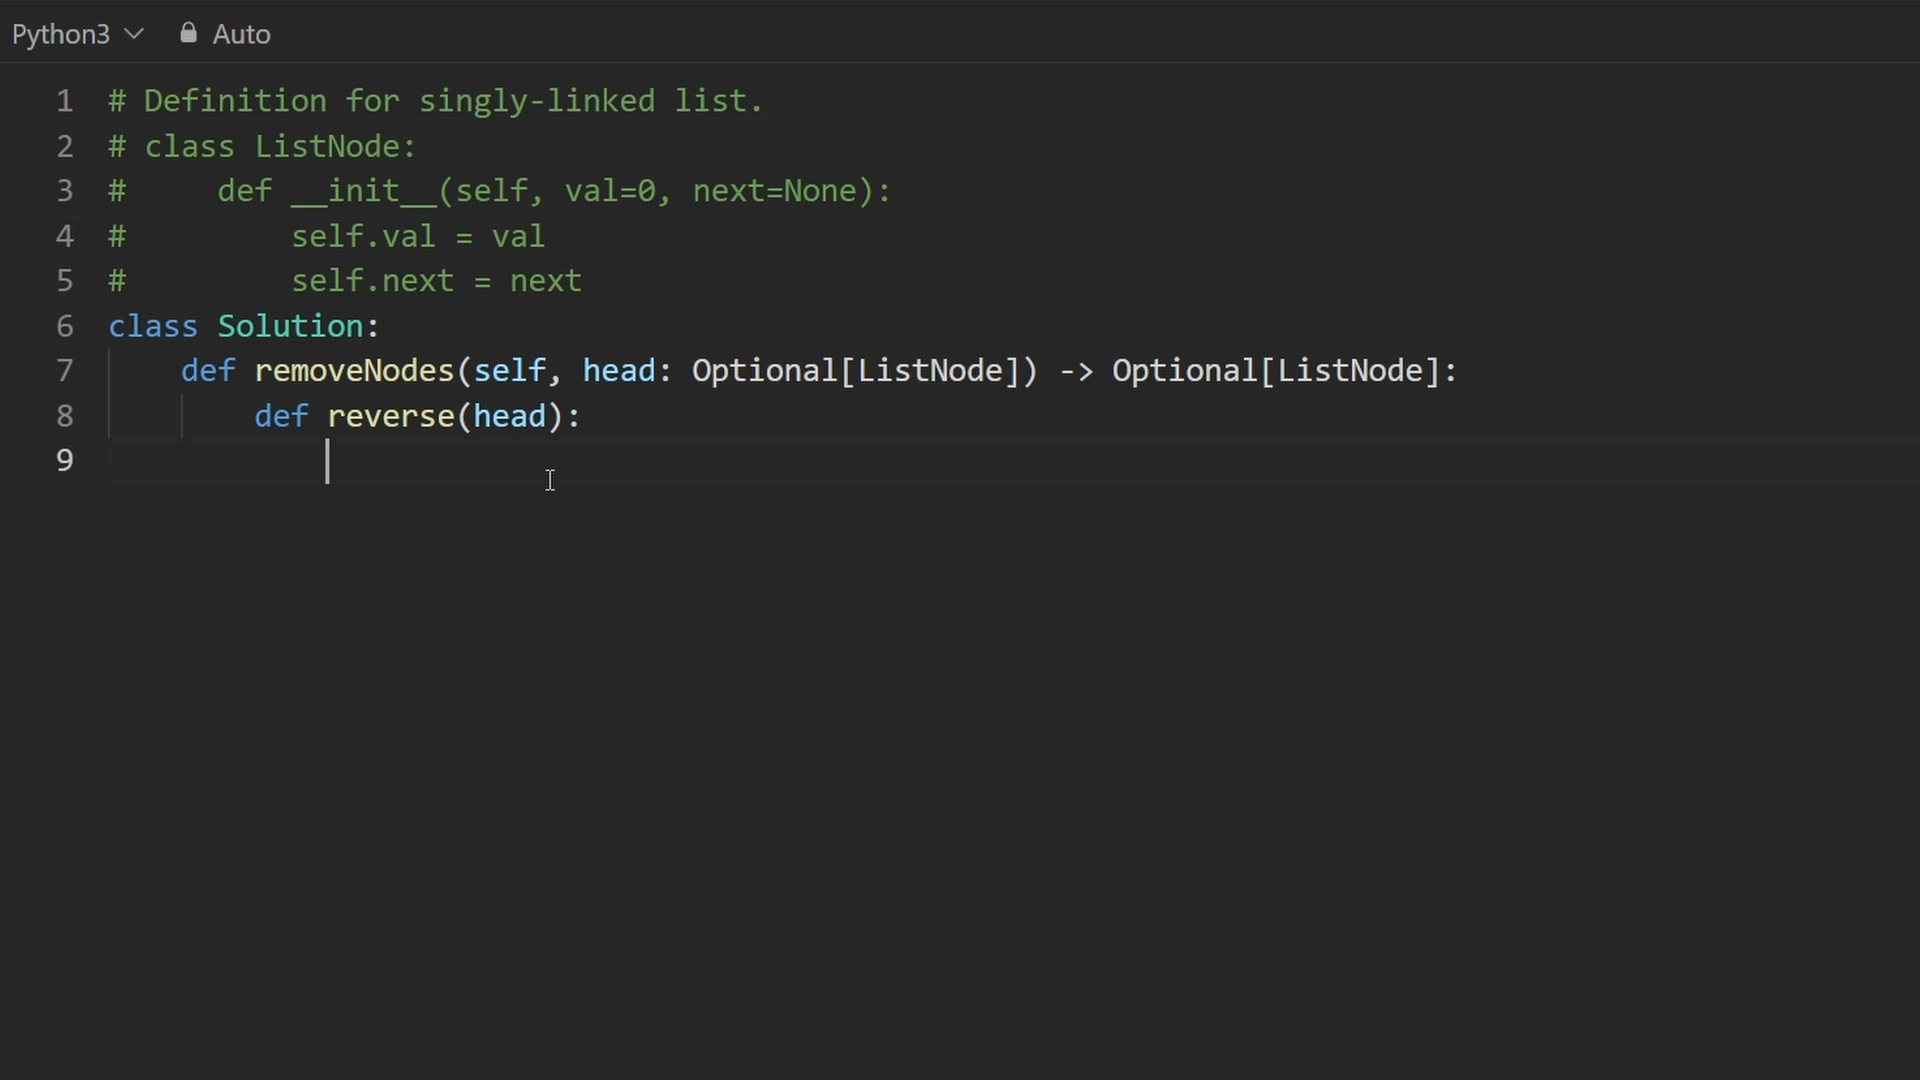 Python3 Auto
1 # Definition for singly-linked list.
2 # class ListNode:
3 #     def __init__(self, val=0, next=None):
4 #         self.val = val
5 #         self.next = next
6 class Solution:
7     def removeNodes(self, head: Optional[ListNode]) -> Optional[ListNode]:
8         def reverse(head):
9